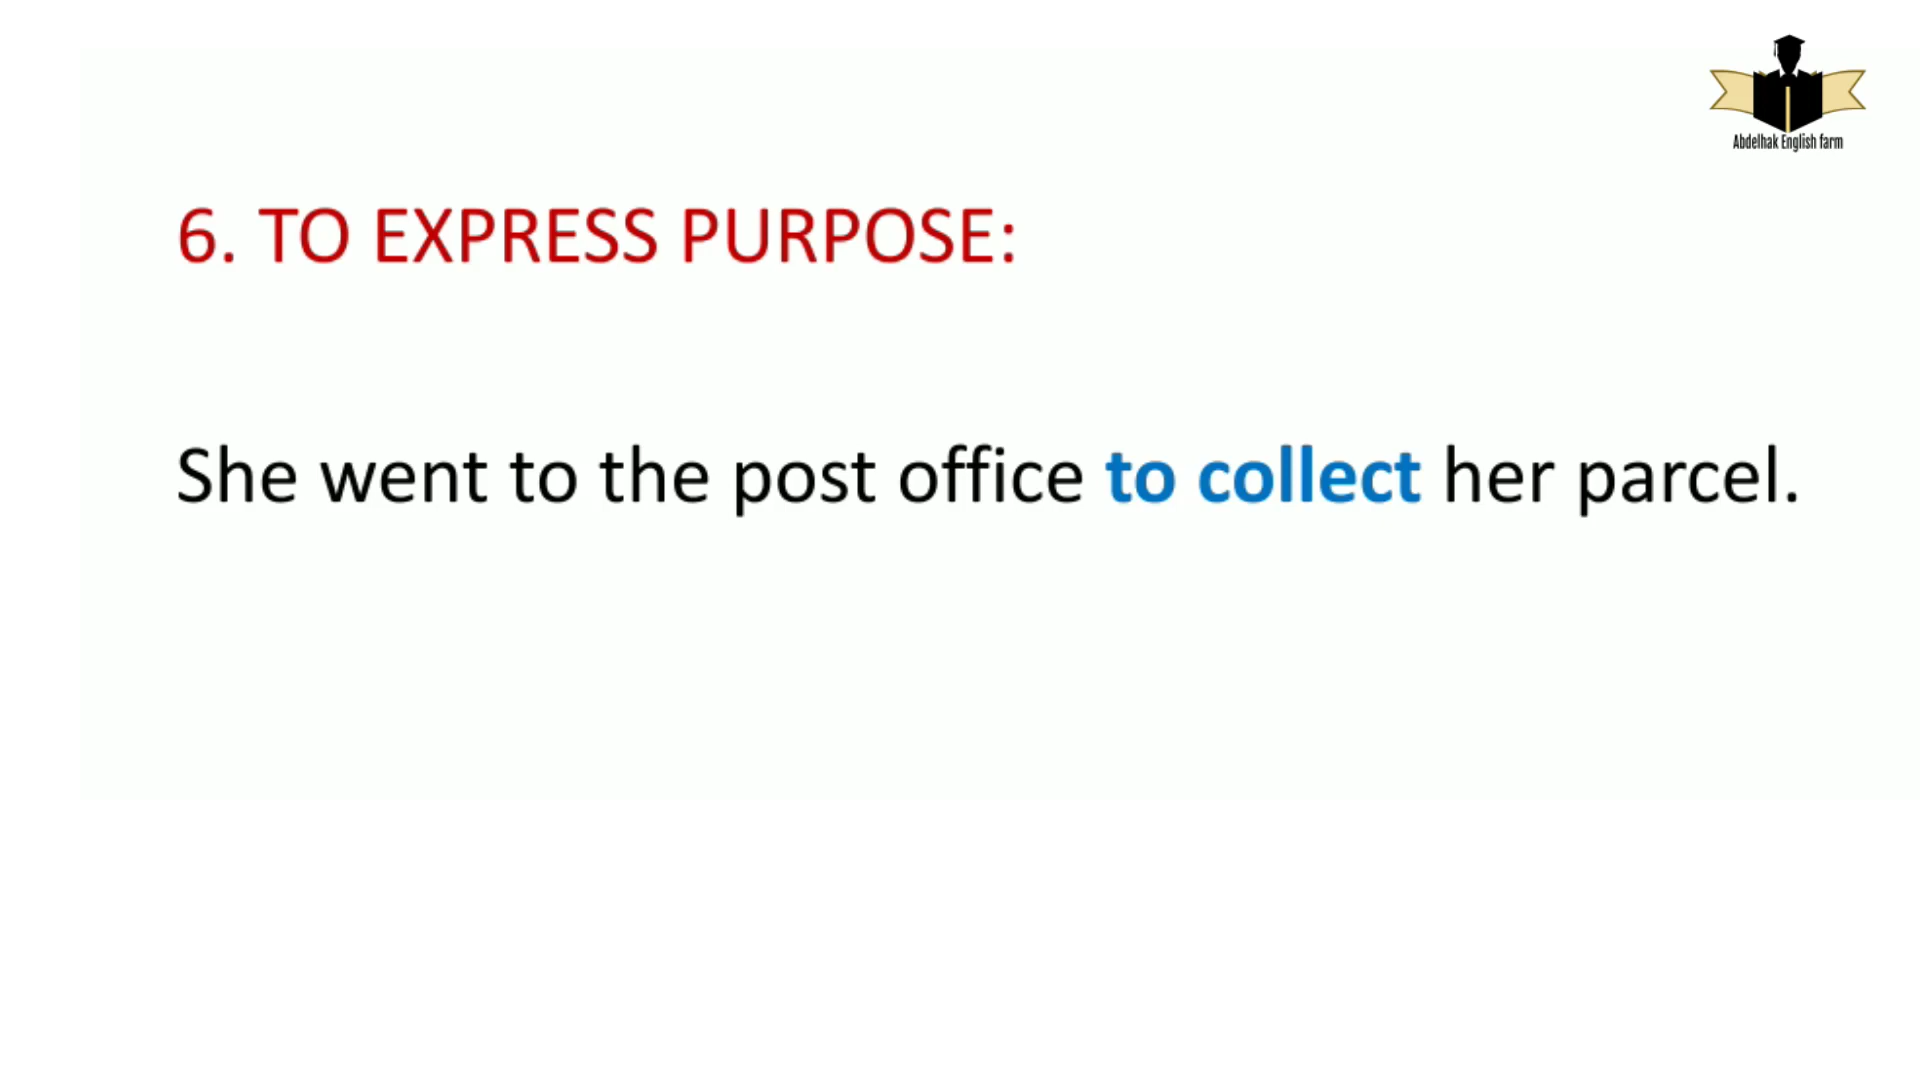 Abdelhak English farm
6. TO EXPRESS PURPOSE:
She went to the post office to collect her parcel.